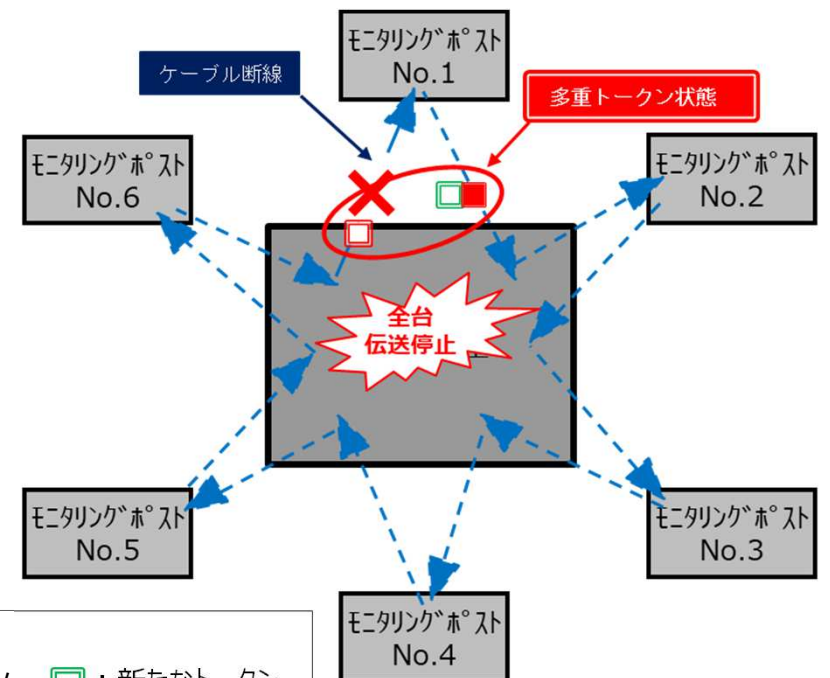 モニタリングポスト
No.1
ケーブル断線
多重トークン状態
モニタリングポスト
No.6
モニタリングポスト
No.2
全台
伝送停止
モニタリングポスト
No.5
モニタリングポスト
No.3
モニタリングポスト
No.4
：新たなトークン